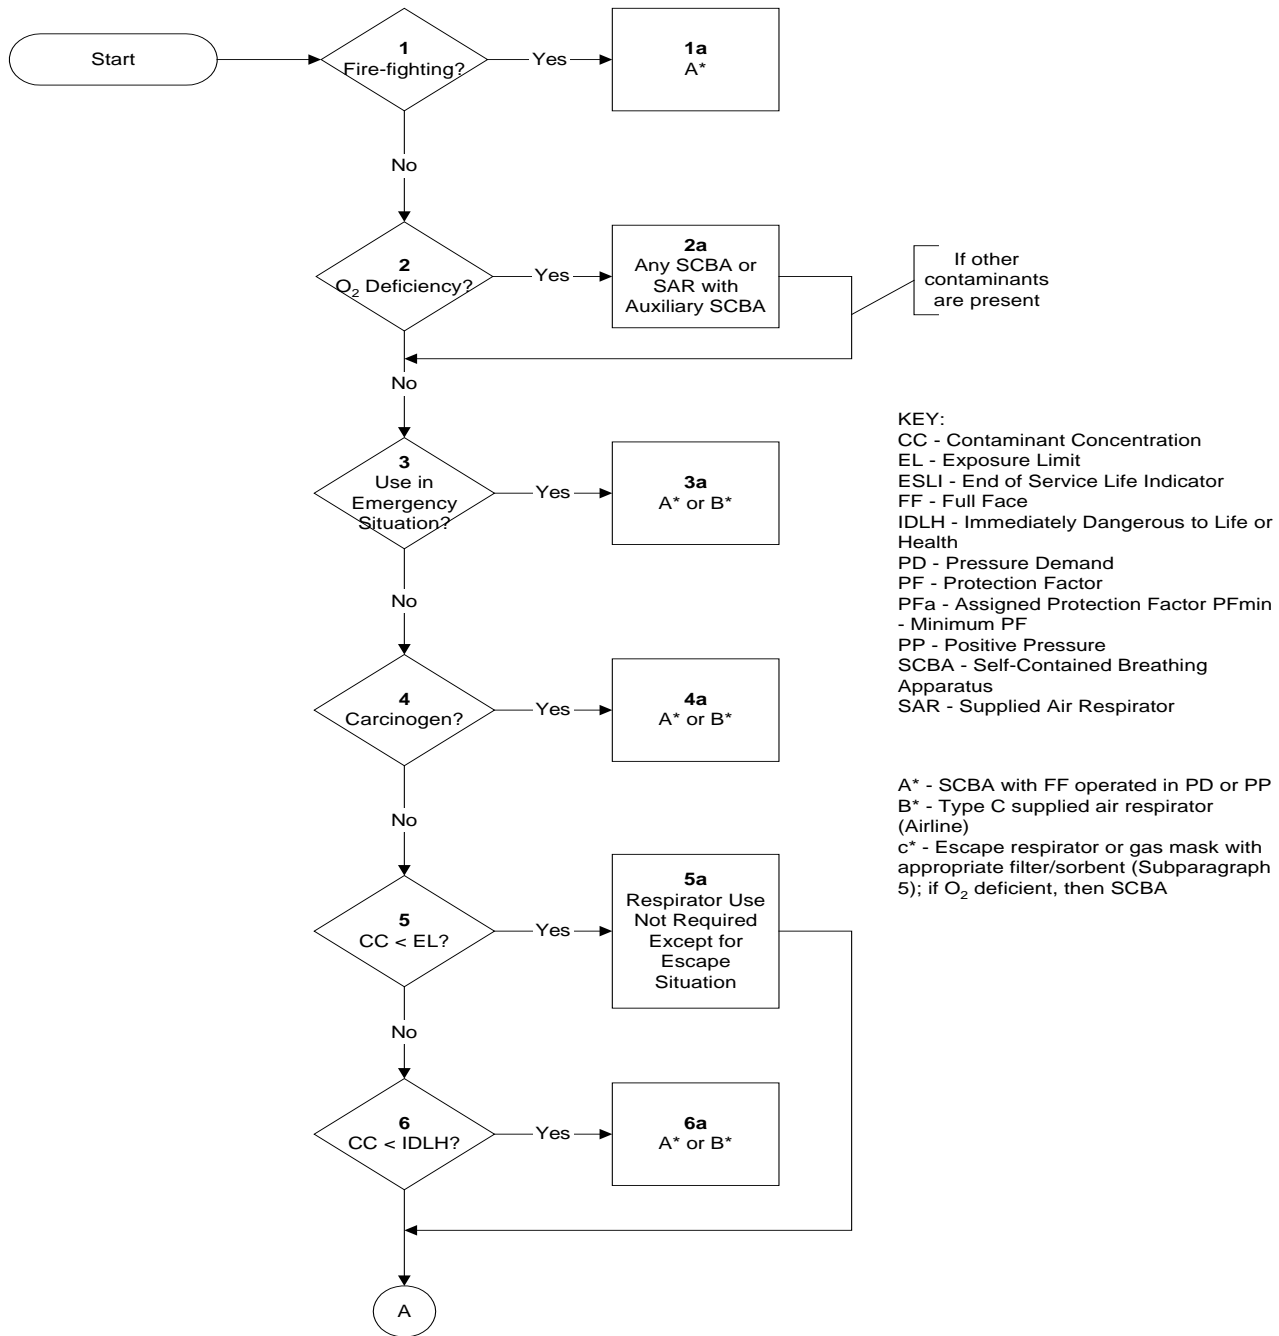 Start
1
Fire-fighting?
Yes
1a
A*
No
2
O₂ Deficiency?
Yes
2a
Any SCBA or
SAR with
Auxiliary SCBA
If other
contaminants
are present
No
3
Use in
Emergency
Situation?
Yes
3a
A* or B*
No
4
Carcinogen?
Yes
4a
A* or B*
No
5
CC < EL?
Yes
5a
Respirator Use
Not Required
Except for
Escape
Situation
No
6
CC < IDLH?
Yes
6a
A* or B*
A
KEY:
CC - Contaminant Concentration
EL - Exposure Limit
ESLI - End of Service Life Indicator
FF - Full Face
IDLH - Immediately Dangerous to Life or
Health
PD - Pressure Demand
PF - Protection Factor
PFa - Assigned Protection Factor PFmin
- Minimum PF
PP - Positive Pressure
SCBA - Self-Contained Breathing
Apparatus
SAR - Supplied Air Respirator
A* - SCBA with FF operated in PD or PP
B* - Type C supplied air respirator
(Airline)
c* - Escape respirator or gas mask with
appropriate filter/sorbent (Subparagraph
5); if O₂ deficient, then SCBA